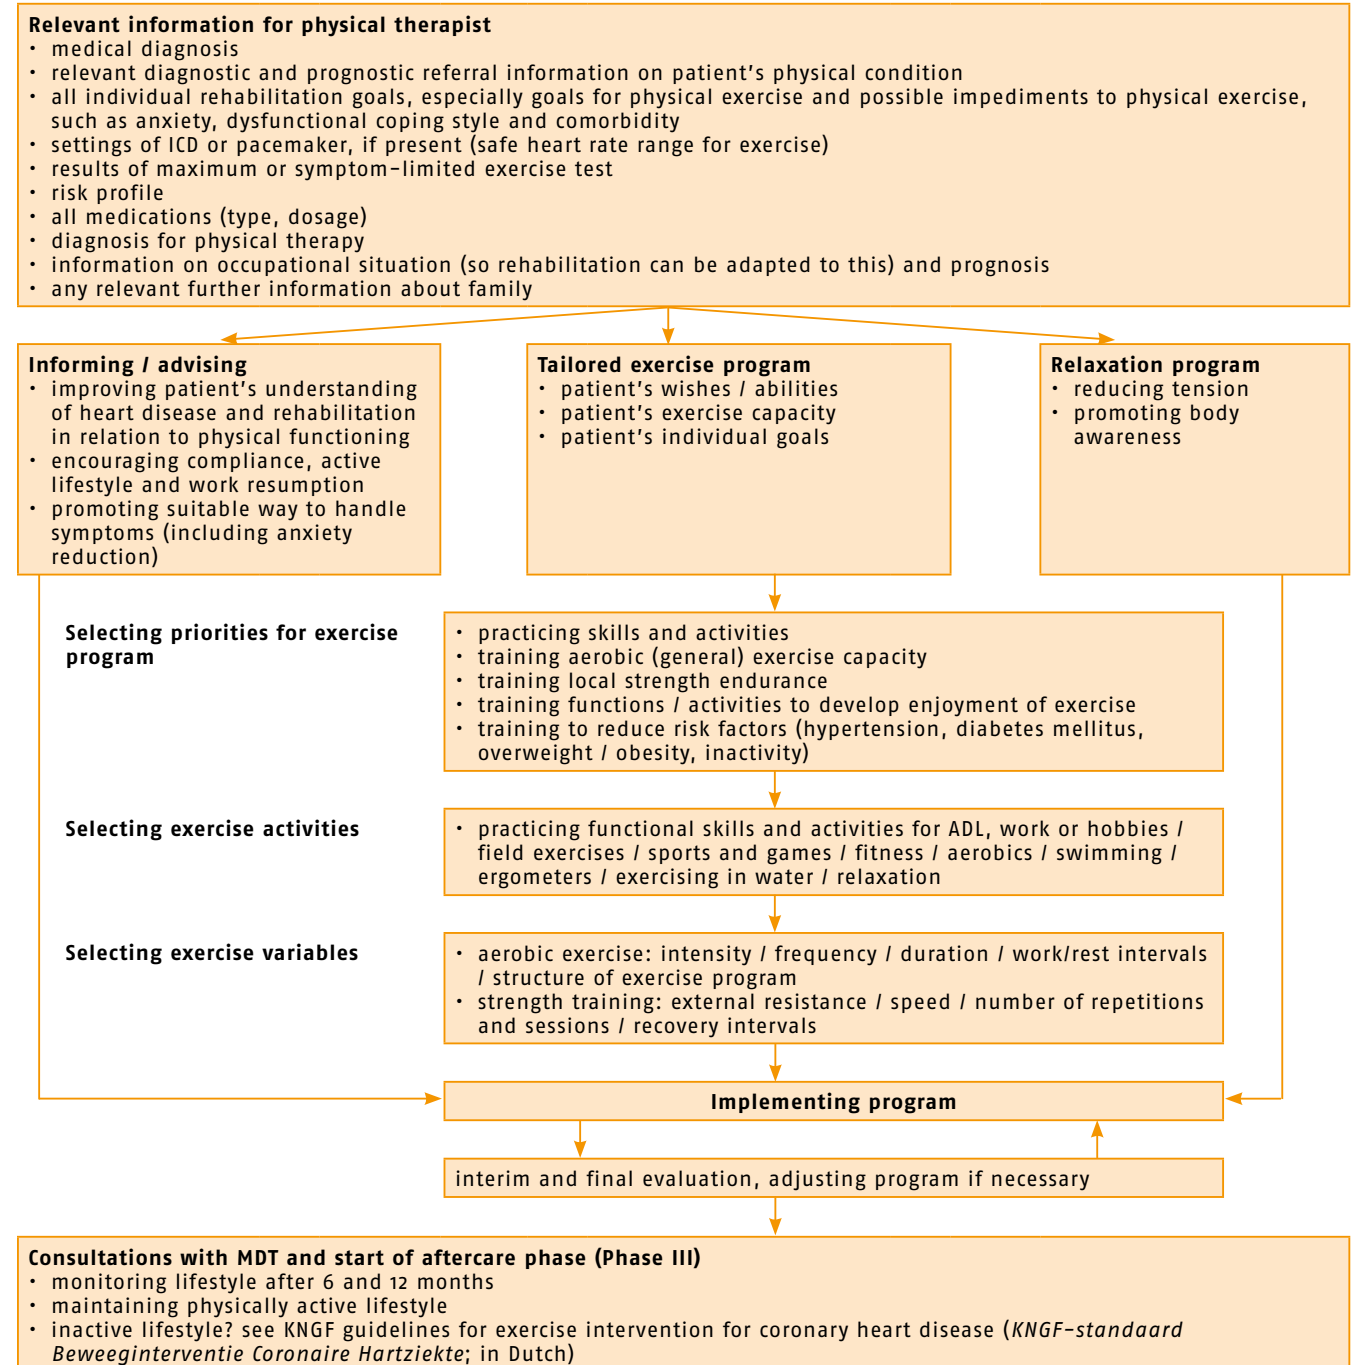 Relevant information for physical therapist
• medical diagnosis
• relevant diagnostic and prognostic referral information on patient's physical condition
• all individual rehabilitation goals, especially goals for physical exercise and possible impediments to physical exercise,
such as anxiety, dysfunctional coping style and comorbidity
• settings of ICD or pacemaker, if present (safe heart rate range for exercise)
• results of maximum or symptom-limited exercise test
• risk profile
• all medications (type, dosage)
• diagnosis for physical therapy
• information on occupational situation (so rehabilitation can be adapted to this) and prognosis
• any relevant further information about family
Informing / advising
• improving patient's understanding
of heart disease and rehabilitation
in relation to physical functioning
• encouraging compliance, active
lifestyle and work resumption
• promoting suitable way to handle
symptoms (including anxiety
reduction)
Tailored exercise program
• patient's wishes / abilities
• patient's exercise capacity
• patient's individual goals
Relaxation program
• reducing tension
• promoting body
awareness
Selecting priorities for exercise
program
• practicing skills and activities
• training aerobic (general) exercise capacity
• training local strength endurance
• training functions / activities to develop enjoyment of exercise
• training to reduce risk factors (hypertension, diabetes mellitus,
overweight / obesity, inactivity)
Selecting exercise activities
• practicing functional skills and activities for ADL, work or hobbies /
field exercises / sports and games / fitness / aerobics / swimming /
ergometers / exercising in water / relaxation
Selecting exercise variables
• aerobic exercise: intensity / frequency / duration / work/rest intervals
/ structure of exercise program
• strength training: external resistance / speed / number of repetitions
and sessions / recovery intervals
Implementing program
interim and final evaluation, adjusting program if necessary
Consultations with MDT and start of aftercare phase (Phase III)
• monitoring lifestyle after 6 and 12 months
• maintaining physically active lifestyle
• inactive lifestyle? see KNGF guidelines for exercise intervention for coronary heart disease (KNGF-standaard
Beweeginterventie Coronaire Hartziekte; in Dutch)